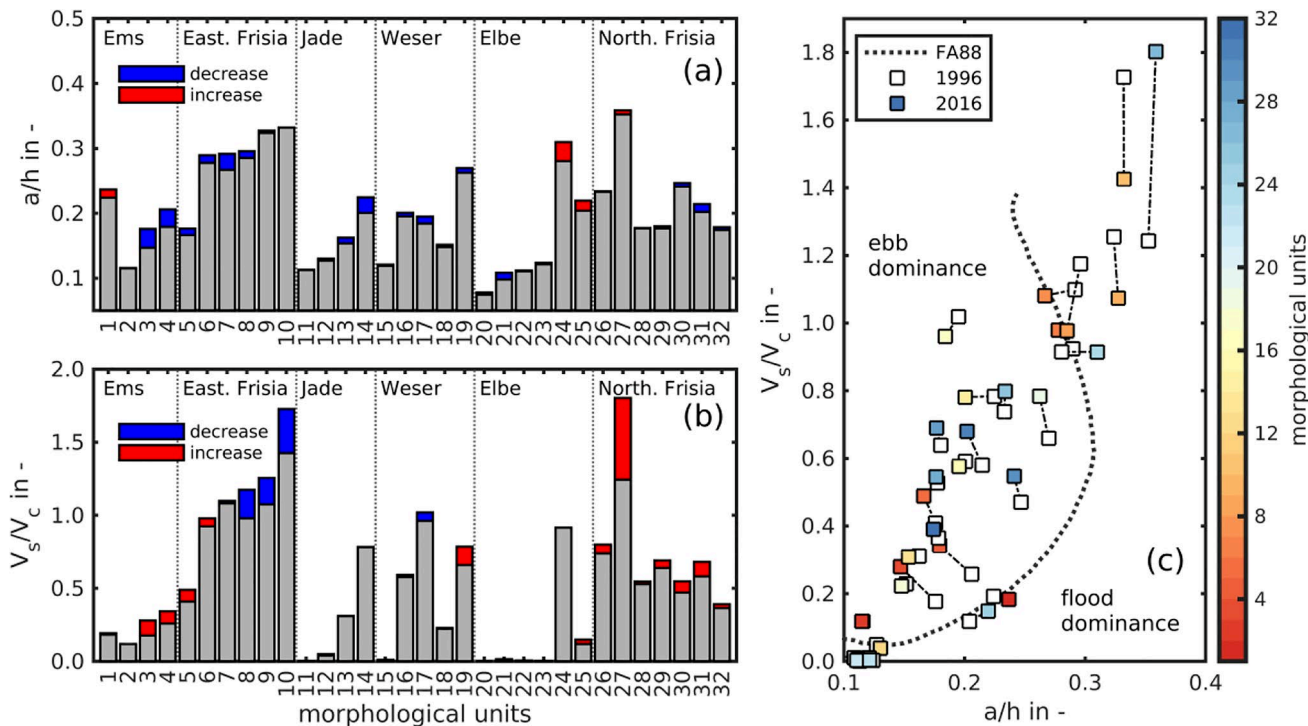 0.5
0.4
0.3
0.2
0.1
a/h in -
Ems
East. Frisia
Jade
Weser
Elbe
North. Frisia
decrease
increase
(a)
1 2 3 4 5 6 7 8 9 10 11 12 13 14 15 16 17 18 19 20 21 22 23 24 25 26 27 28 29 30 31 32
2.0
1.5
1.0
0.5
0.0
Vs/Vc in -
Ems
East. Frisia
Jade
Weser
Elbe
North. Frisia
decrease
increase
(b)
1 2 3 4 5 6 7 8 9 10 11 12 13 14 15 16 17 18 19 20 21 22 23 24 25 26 27 28 29 30 31 32
morphological units
1.8
1.6
1.4
1.2
1.0
0.8
0.6
0.4
0.2
0.0
Vs/Vc in -
FA88
1996
2016
ebb
dominance
flood
dominance
(c)
0.1 0.2 0.3 0.4
a/h in -
32
28
24
20
16
12
8
4
morphological units